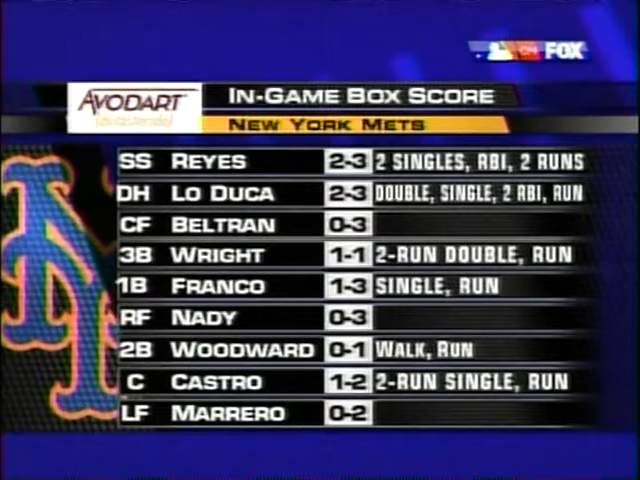 MLB ON FOX
AVODART IN-GAME BOX SCORE
(dutasteride) NEW YORK METS
SS REYES 2-3 2 SINGLES, RBI, 2 RUNS
DH LO DUCA 2-3 DOUBLE, SINGLE, 2 RBI, RUN
CF BELTRAN 0-3
3B WRIGHT 1-1 2-RUN DOUBLE, RUN
1B FRANCO 1-3 SINGLE, RUN
RF NADY 0-3
2B WOODWARD 0-1 WALK, RUN
C CASTRO 1-2 2-RUN SINGLE, RUN
LF MARRERO 0-2